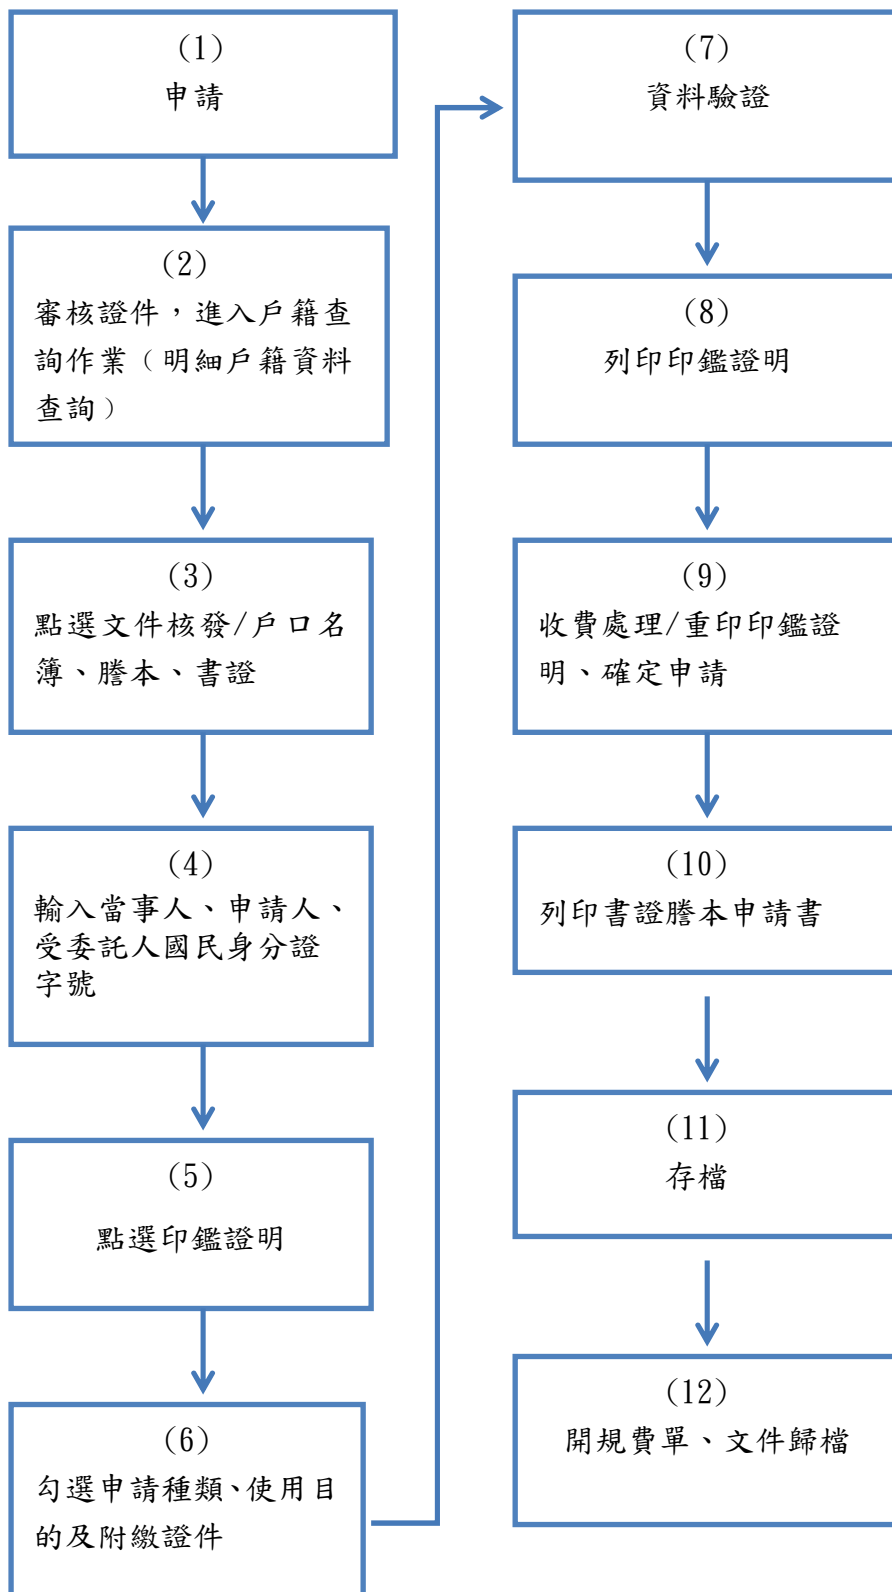 (1)
申請
(2)
審核證件，進入戶籍查
詢作業（明細戶籍資料
查詢）
(3)
點選文件核發/戶口名
簿、謄本、書證
(4)
輸入當事人、申請人、
受委託人國民身分證
字號
(5)
點選印鑑證明
(6)
勾選申請種類、使用目
的及附繳證件
(7)
資料驗證
(8)
列印印鑑證明
(9)
收費處理/重印印鑑證
明、確定申請
(10)
列印書證謄本申請書
(11)
存檔
(12)
開規費單、文件歸檔